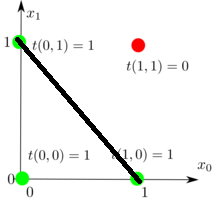 x₁
1 t(0,1) = 1
t(1,1) = 0
t(0,0) = 1 t(1,0) = 1
x₀
0
0 1